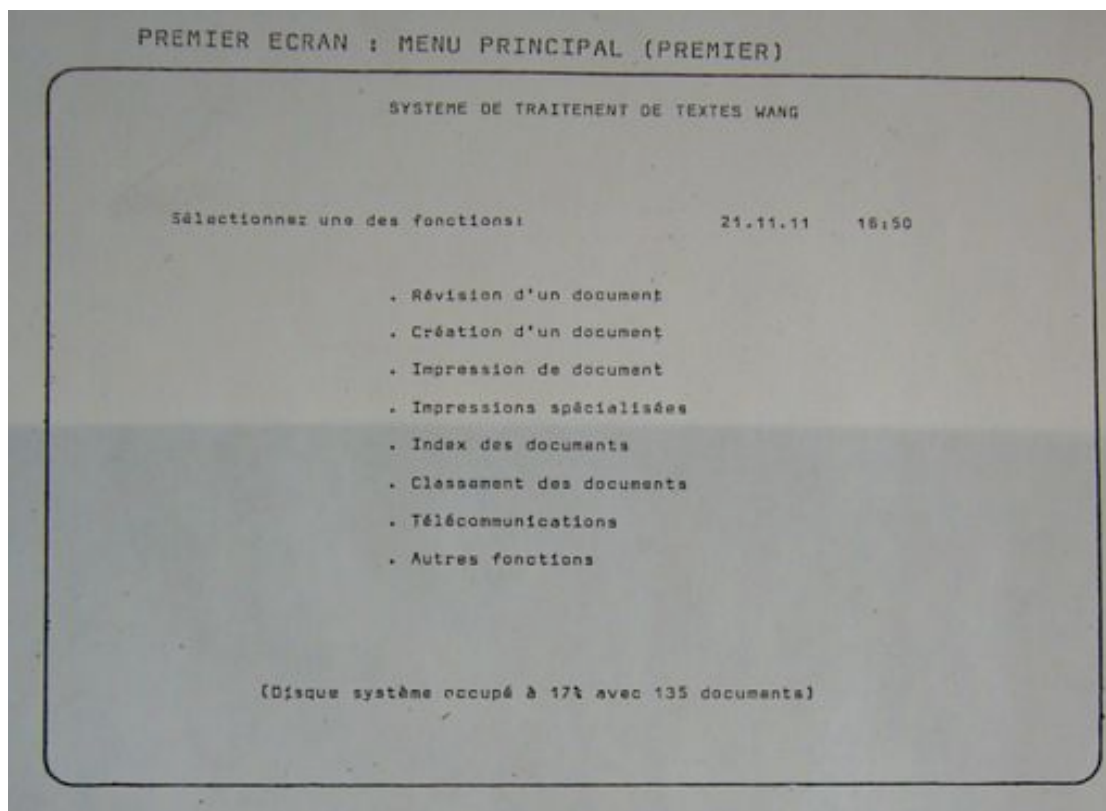 PREMIER ECRAN : MENU PRINCIPAL (PREMIER)
SYSTEME DE TRAITEMENT DE TEXTES WANG
Sélectionnez une des fonctions: 21.11.11 16:50
. Révision d'un document
. Création d'un document
. Impression de document
. Impressions spécialisées
. Index des documents
. Classement des documents
. Télécommunications
. Autres fonctions
(Disque système occupé à 17% avec 135 documents)